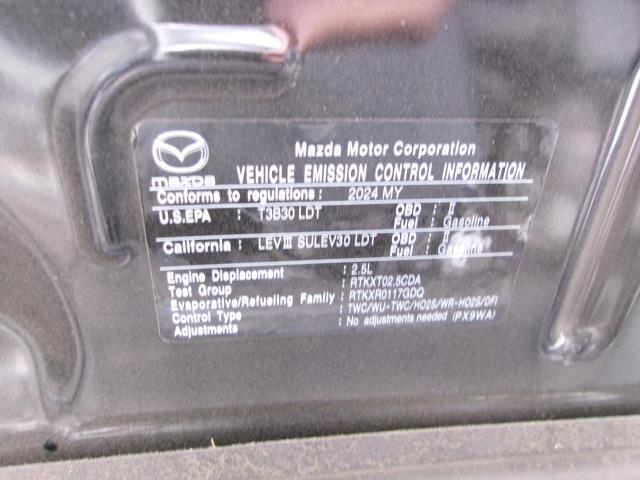 Mazda Motor Corporation
mazda
VEHICLE EMISSION CONTROL INFORMATION
Conforms to regulations : 2024 MY
U.S.EPA : T3B30 LDT OBD : II
Fuel : Gasoline
California : LEVIII SULEV30 LDT OBD : II
Fuel : Gasoline
Engine Displacement : 2.5L
Test Group : RTKXT02.5CDA
Evaporative/Refueling Family : RTKXR0117GDQ
Control Type : TWC/WU-TWC/HO2S/WR-HO2S/DFI
Adjustments : No adjustments needed (PX9WA)